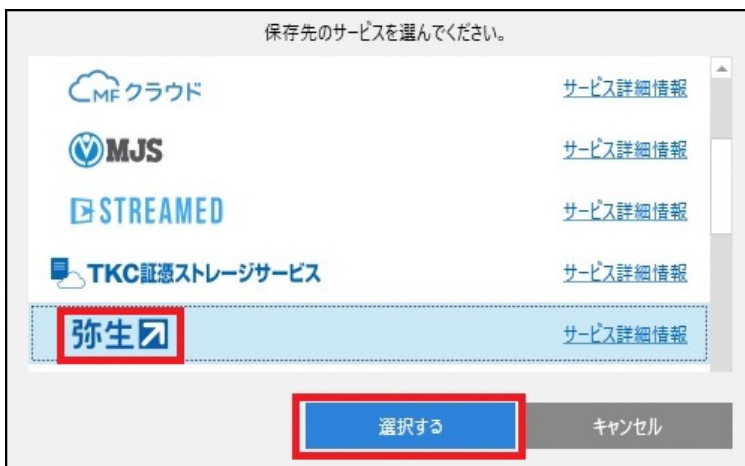 保存先のサービスを選んでください。
MFクラウド サービス詳細情報
MJS サービス詳細情報
STREAMED サービス詳細情報
TKC証憑ストレージサービス サービス詳細情報
弥生 サービス詳細情報
選択する キャンセル